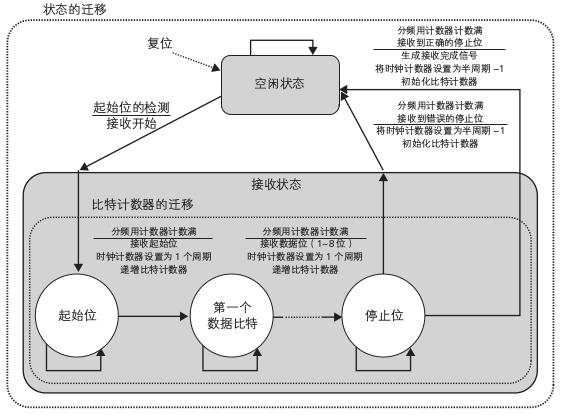 状态的迁移
复位
空闲状态
分频用计数器计数满
接收到正确的停止位
生成接收完成信号
将时钟计数器设置为半周期 -1
初始化比特计数器
分频用计数器计数满
接收到错误的停止位
将时钟计数器设置为半周期 -1
初始化比特计数器
起始位的检测
接收开始
接收状态
比特计数器的迁移
分频用计数器计数满
接收起始位
时钟计数器设置为 1 个周期
递增比特计数器
分频用计数器计数满
接收数据位（1~8 位）
时钟计数器设置为 1 个周期
递增比特计数器
起始位
第一个
数据比特
停止位